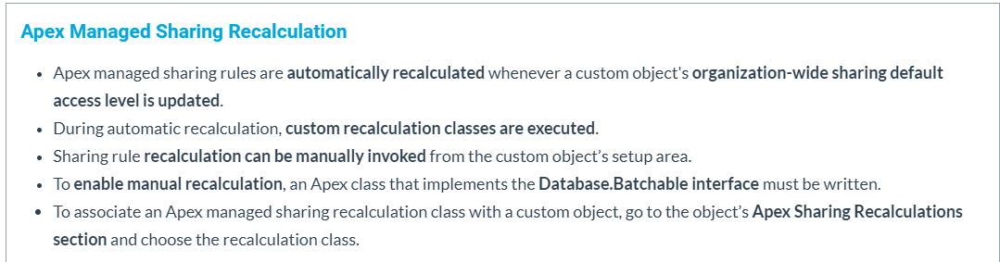 Apex Managed Sharing Recalculation
• Apex managed sharing rules are automatically recalculated whenever a custom object's organization-wide sharing default
access level is updated.
• During automatic recalculation, custom recalculation classes are executed.
• Sharing rule recalculation can be manually invoked from the custom object’s setup area.
• To enable manual recalculation, an Apex class that implements the Database.Batchable interface must be written.
• To associate an Apex managed sharing recalculation class with a custom object, go to the object’s Apex Sharing Recalculations
section and choose the recalculation class.